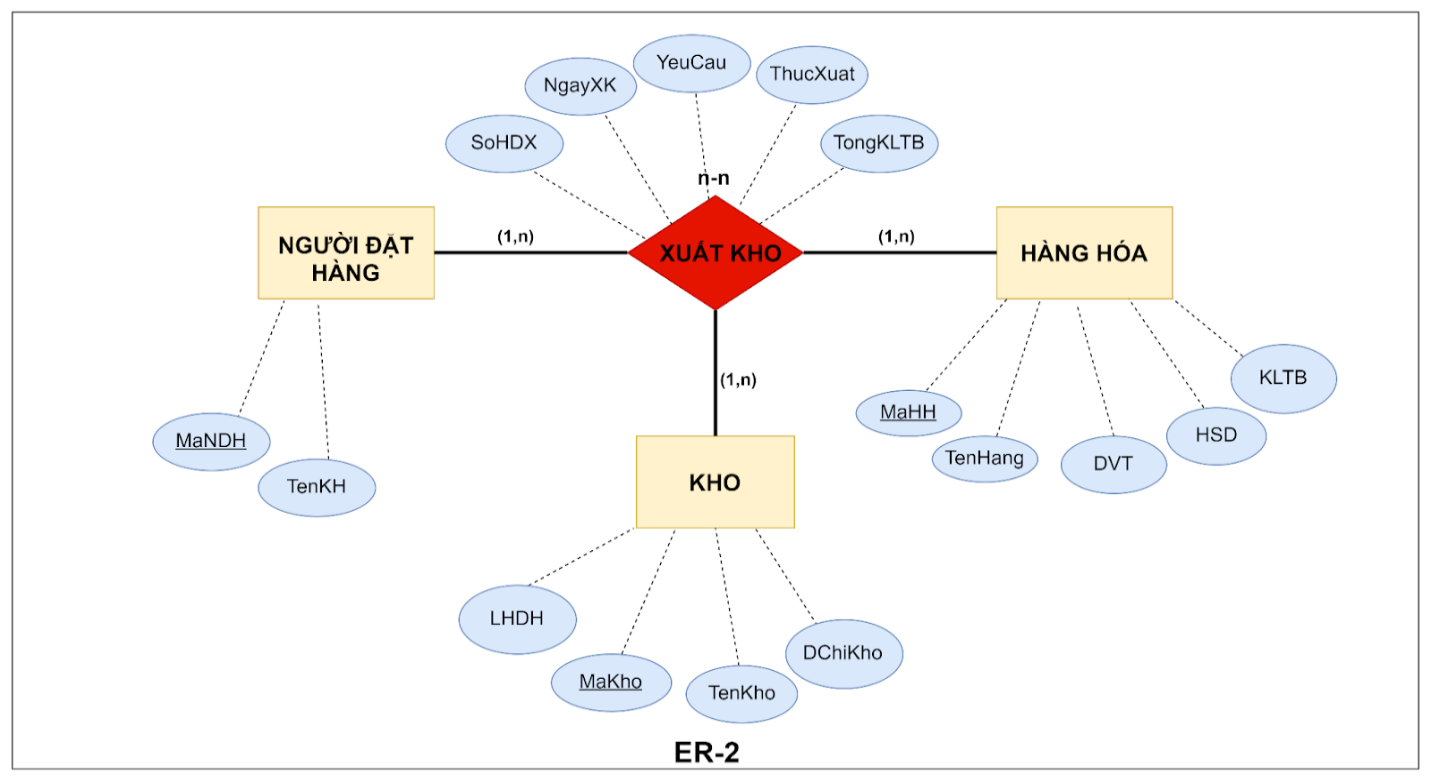 YeuCau
ThucXuat
NgayXK
SoHDX
TongKLTB
n-n
NGƯỜI ĐẶT
HÀNG
(1,n)
XUẤT KHO
(1,n)
HÀNG HÓA
(1,n)
KLTB
MaHH
HSD
MaNDH
TenHang
DVT
TenKH
KHO
LHDH
DChiKho
MaKho
TenKho
ER-2